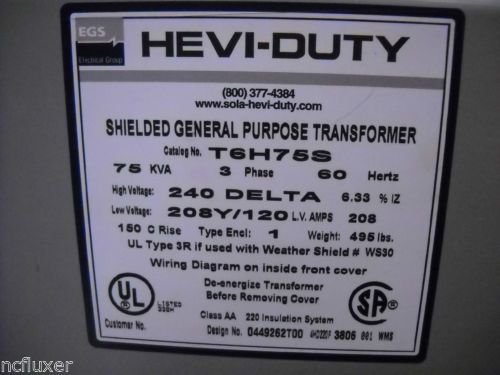 EGS
Electrical Group
HEVI-DUTY
(800) 377-4384
www.sola-hevi-duty.com
SHIELDED GENERAL PURPOSE TRANSFORMER
Catalog No. T6H75S
75 KVA 3 Phase 60 Hertz
High Voltage: 240 DELTA 6.33 % IZ
Low Voltage: 208Y/120 L.V. AMPS 208
150 C Rise Type Encl: 1 Weight: 495 lbs.
UL Type 3R if used with Weather Shield # WS30
Wiring Diagram on inside front cover
De-energize Transformer
Before Removing Cover
UL LISTED
SA
Class AA 220 Insulation System
Customer No. Design No. 0449262T00 3805 001 WMS
ncfluxer
ncfluxer